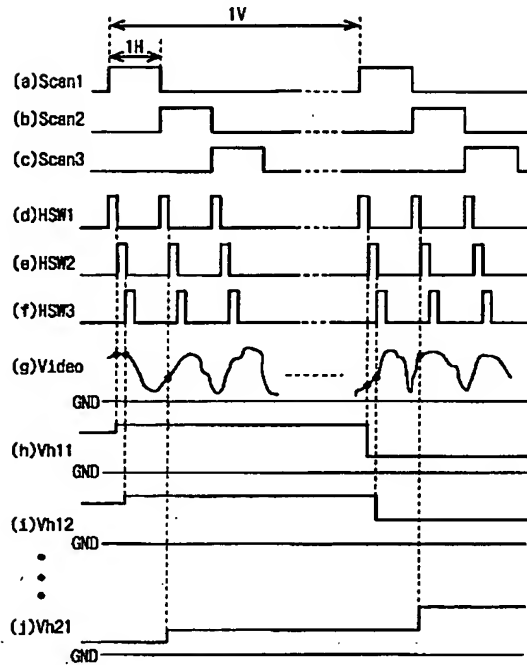 1V
1H
(a)Scan1
(b)Scan2
(c)Scan3
(d)HSW1
(e)HSW2
(f)HSW3
(g)Video
GND
(h)Vh11
GND
(i)Vh12
GND
(j)Vh21
GND